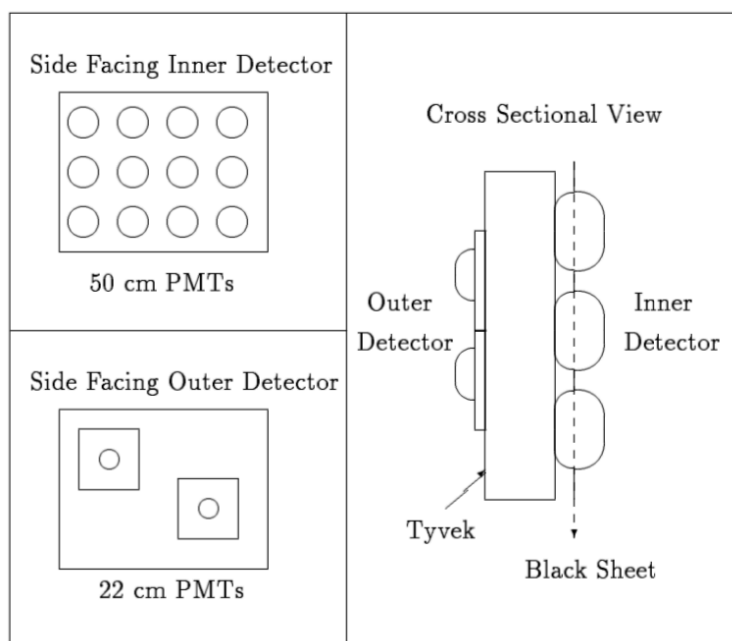 Side Facing Inner Detector
50 cm PMTs
Side Facing Outer Detector
22 cm PMTs
Cross Sectional View
Outer
Detector
Inner
Detector
Tyvek
Black Sheet